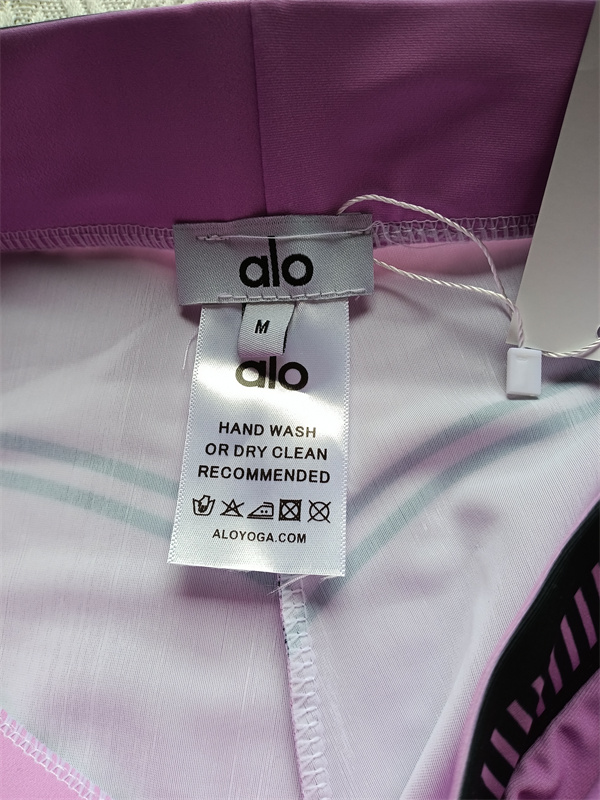 alo
M
alo
HAND WASH
OR DRY CLEAN
RECOMMENDED
ALOYOGA.COM